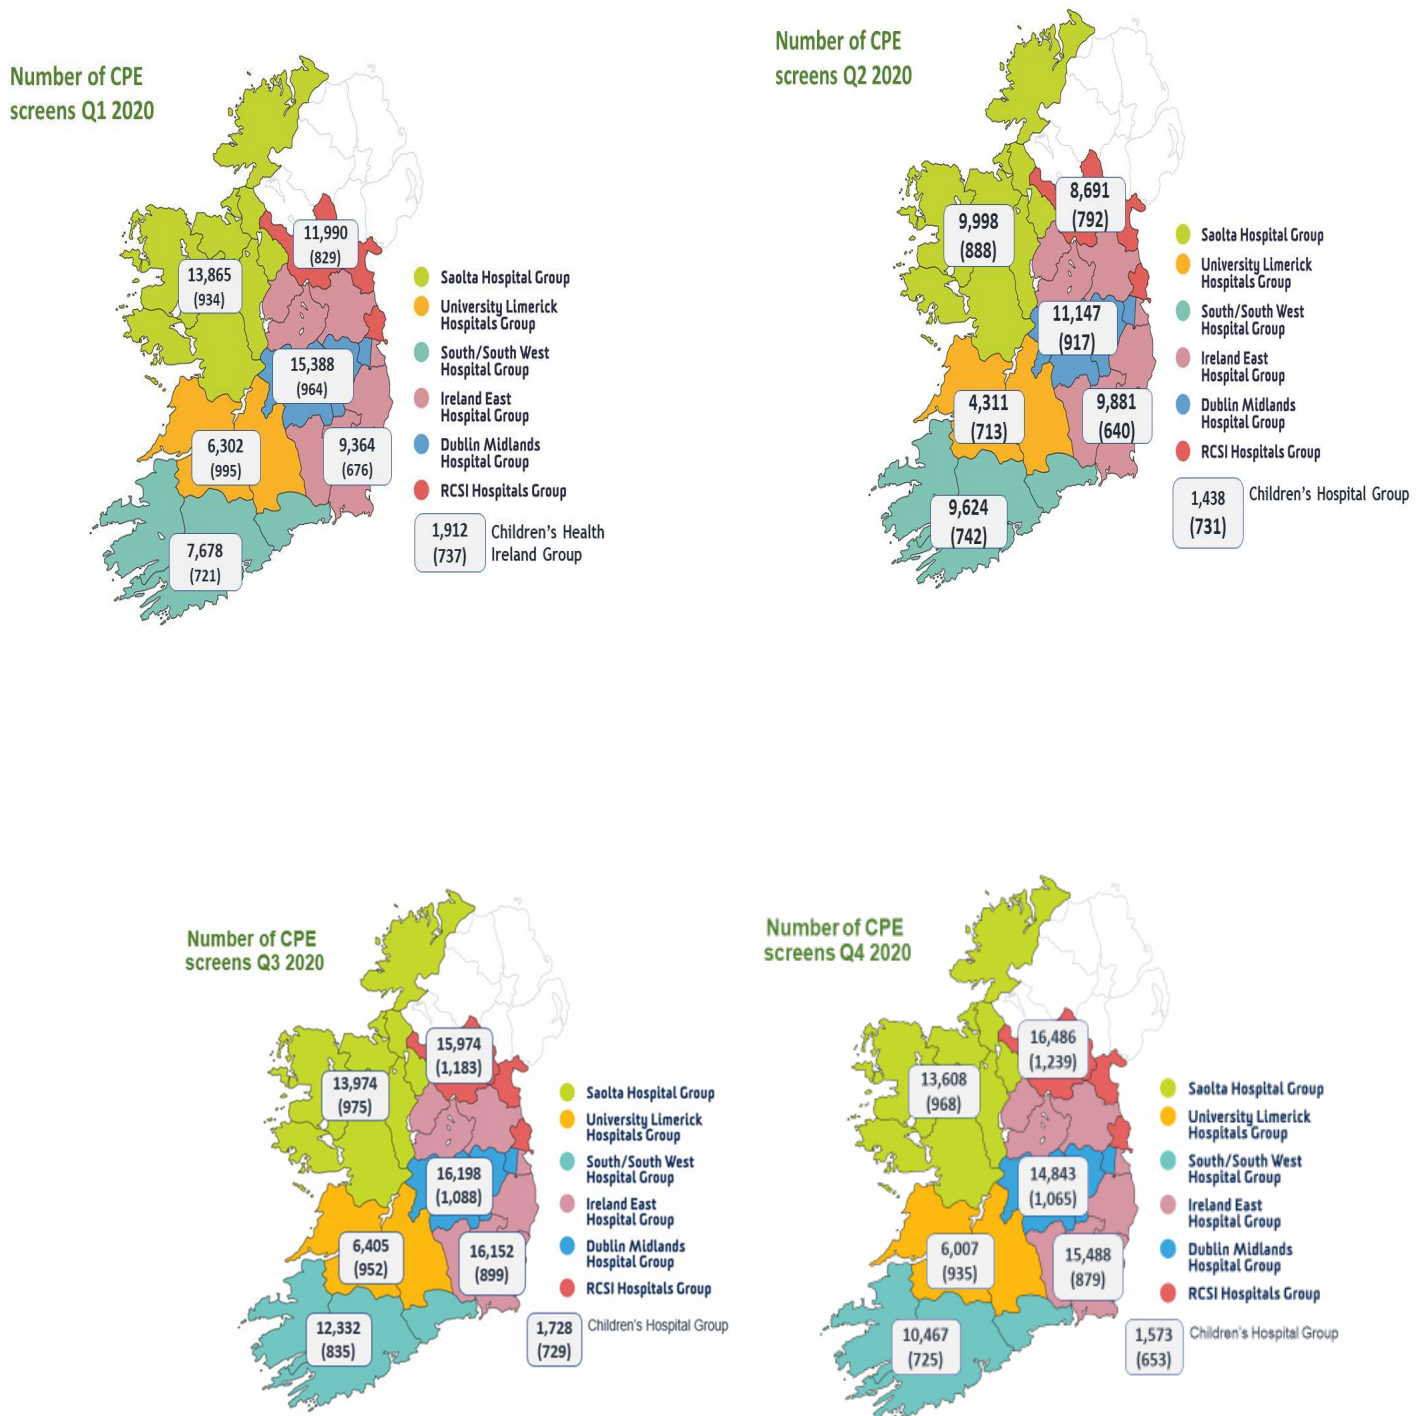 Number of CPE
screens Q1 2020
11,990
(829)
13,865
(934)
15,388
(964)
6,302
(995)
9,364
(676)
7,678
(721)
Saolta Hospital Group
University Limerick
Hospitals Group
South/South West
Hospital Group
Ireland East
Hospital Group
Dublin Midlands
Hospital Group
RCSI Hospitals Group
1,912
(737)
Children's Health
Ireland Group
Number of CPE
screens Q2 2020
8,691
(792)
9,998
(888)
11,147
(917)
4,311
(713)
9,881
(640)
9,624
(742)
Saolta Hospital Group
University Limerick
Hospitals Group
South/South West
Hospital Group
Ireland East
Hospital Group
Dublin Midlands
Hospital Group
RCSI Hospitals Group
1,438
(731)
Children's Hospital Group
Number of CPE
screens Q3 2020
15,974
(1,183)
13,974
(975)
16,198
(1,088)
6,405
(952)
16,152
(899)
12,332
(835)
Saolta Hospital Group
University Limerick
Hospitals Group
South/South West
Hospital Group
Ireland East
Hospital Group
Dublin Midlands
Hospital Group
RCSI Hospitals Group
1,728
(729)
Children's Hospital Group
Number of CPE
screens Q4 2020
16,486
(1,239)
13,608
(968)
14,843
(1,065)
6,007
(935)
15,488
(879)
10,467
(725)
Saolta Hospital Group
University Limerick
Hospitals Group
South/South West
Hospital Group
Ireland East
Hospital Group
Dublin Midlands
Hospital Group
RCSI Hospitals Group
1,573
(653)
Children's Hospital Group